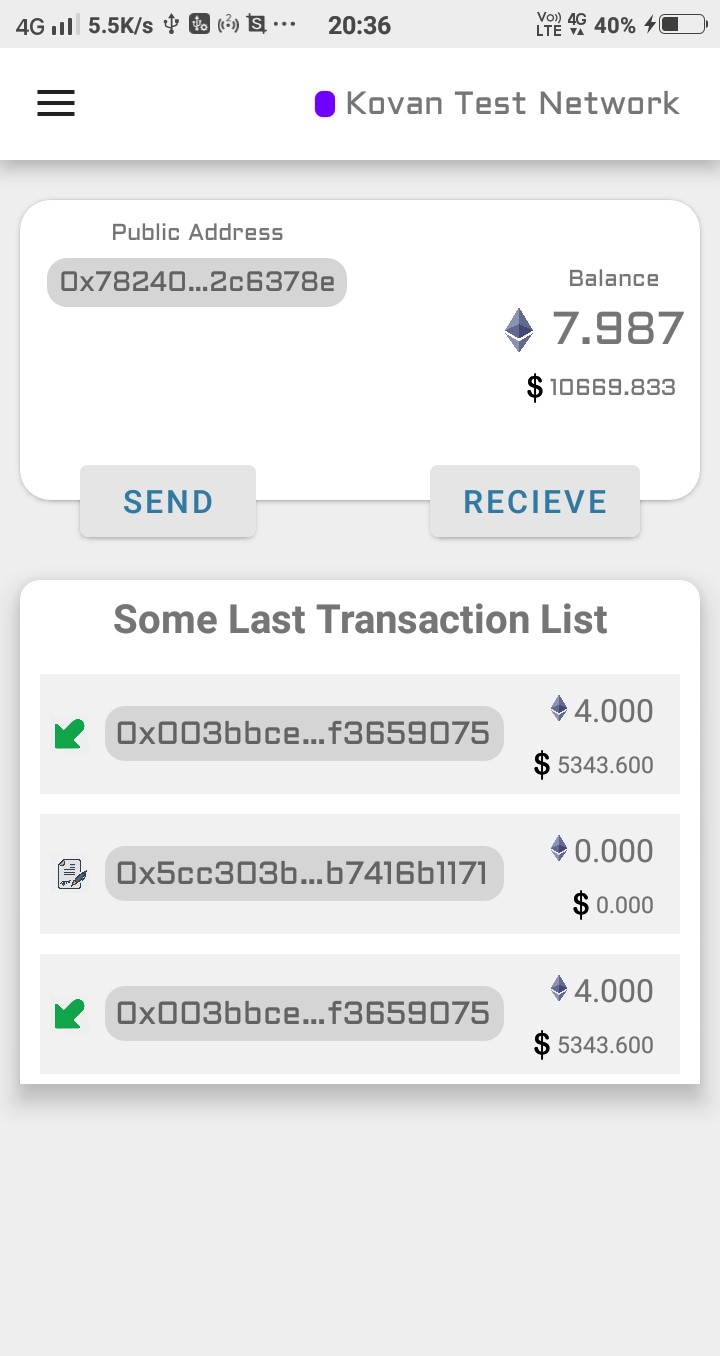 4G 5.5K/s 20:36 Vo)) LTE 4G 40%
Kovan Test Network
Public Address
0x78240...2c6378e
Balance
7.987
$ 10669.833
SEND
RECIEVE
Some Last Transaction List
0x003bbce...f3659075
4.000
$ 5343.600
0x5cc303b...b7416b1171
0.000
$ 0.000
0x003bbce...f3659075
4.000
$ 5343.600